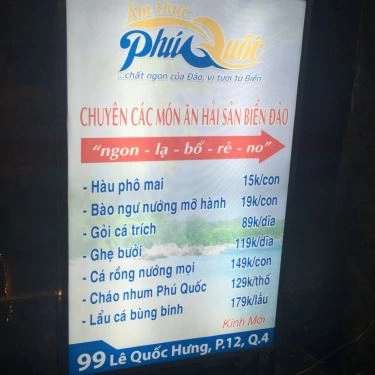 Ẩm thực
Phú Quốc
...chất ngon của Đảo, vị tươi từ Biển
CHUYÊN CÁC MÓN ĂN HẢI SẢN BIỂN ĐẢO
"ngon - lạ - bổ - rẻ - no"
- Hàu phô mai 15k/con
- Bào ngư nướng mỡ hành 19k/con
- Gỏi cá trích 89k/dĩa
- Ghẹ bưởi 119k/dĩa
- Cá rồng nướng mọi 149k/con
- Cháo nhum Phú Quốc 129k/thố
- Lẩu cá bùng binh 179k/lẩu
Kính Mời
99 Lê Quốc Hưng, P.12, Q.4